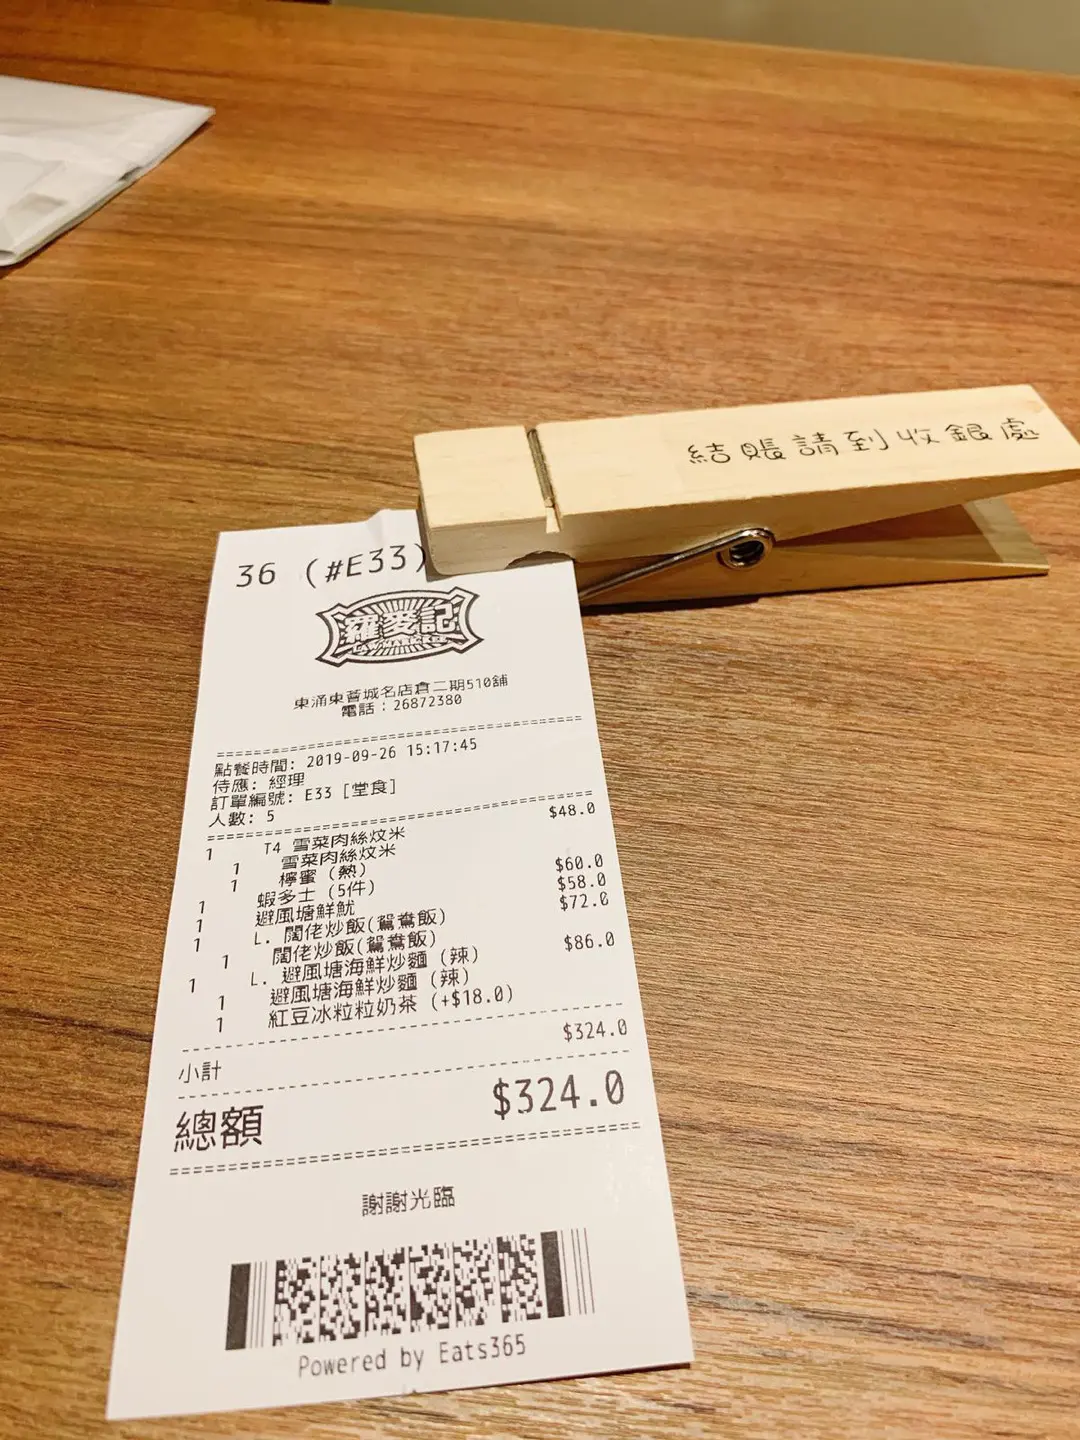 結賬請到收銀處
36 (#E33)
羅麥記
東涌東薈城名店倉二期510舖
電話：26872380
點餐時間: 2019-09-26 15:17:45
侍應: 經理
訂單編號: E33 [堂食]
人數: 5
1 T4 雪菜肉絲炆米 $48.0
1 雪菜肉絲炆米
1 檸蜜 (熱)
1 蝦多士 (5件) $60.0
1 避風塘鮮魷 $58.0
1 L. 闊佬炒飯(鴛鴦飯) $72.0
1 闊佬炒飯(鴛鴦飯)
1 L. 避風塘海鮮炒麵 (辣) $86.0
1 避風塘海鮮炒麵 (辣)
1 紅豆冰粒粒奶茶 (+$18.0)
小計 $324.0
總額 $324.0
謝謝光臨
Powered by Eats365